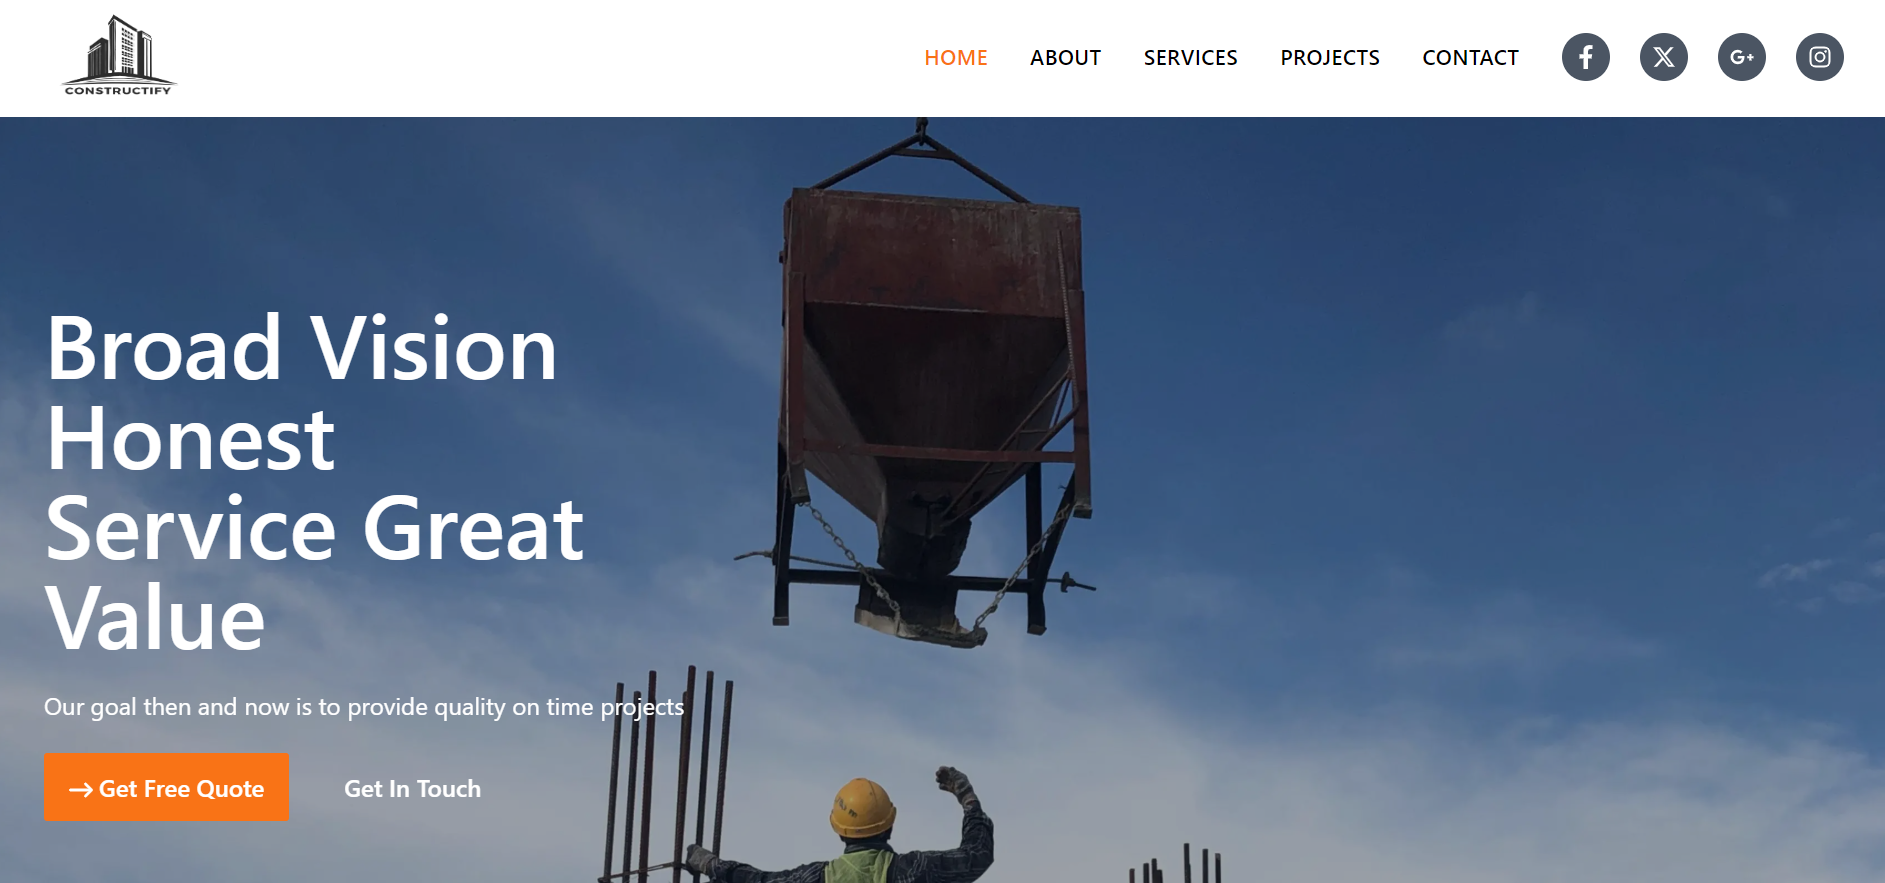 CONSTRUCTIFY
HOME ABOUT SERVICES PROJECTS CONTACT
G+
Broad Vision
Honest
Service Great
Value
Our goal then and now is to provide quality on time projects
→ Get Free Quote
Get In Touch